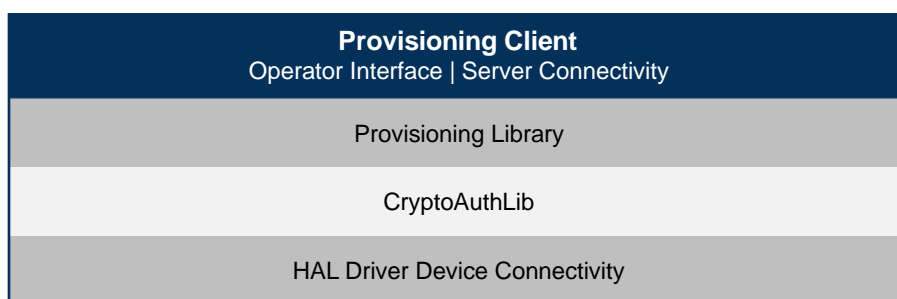 Provisioning Client
Operator Interface | Server Connectivity
Provisioning Library
CryptoAuthLib
HAL Driver Device Connectivity